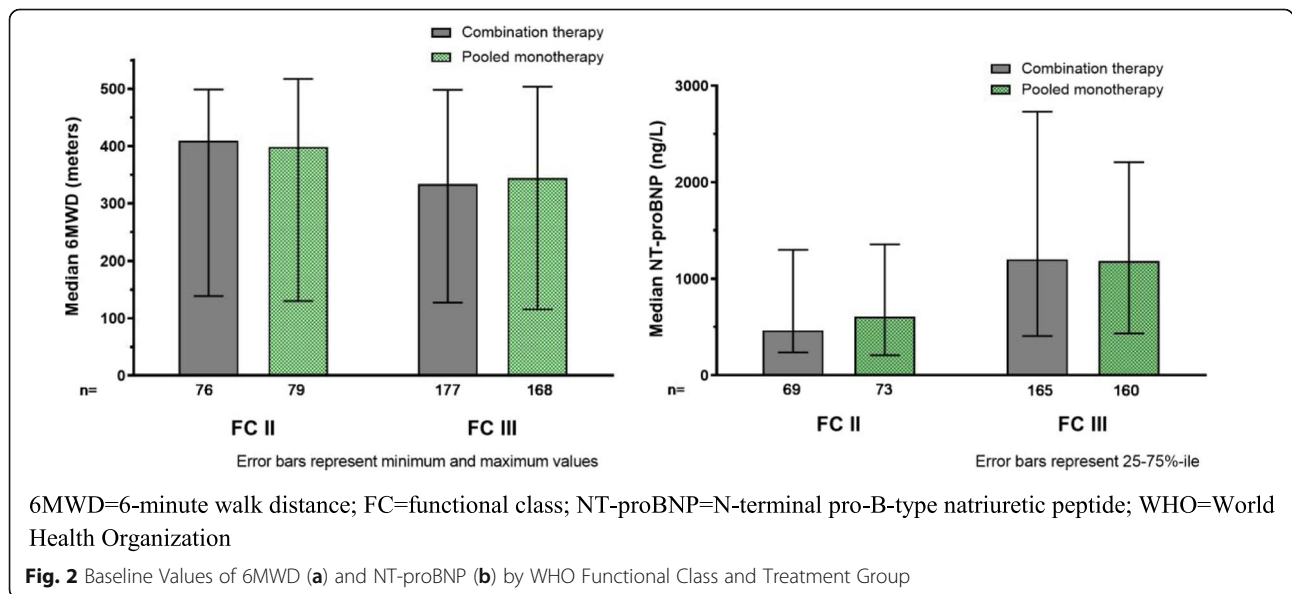 Combination therapy
Pooled monotherapy
Median 6MWD (meters)
500
400
300
200
100
0
n= 76 79 177 168
FC II FC III
Error bars represent minimum and maximum values
Combination therapy
Pooled monotherapy
Median NT-proBNP (ng/L)
3000
2000
1000
0
n= 69 73 165 160
FC II FC III
Error bars represent 25-75%-ile
6MWD=6-minute walk distance; FC=functional class; NT-proBNP=N-terminal pro-B-type natriuretic peptide; WHO=World
Health Organization
Fig. 2 Baseline Values of 6MWD (a) and NT-proBNP (b) by WHO Functional Class and Treatment Group